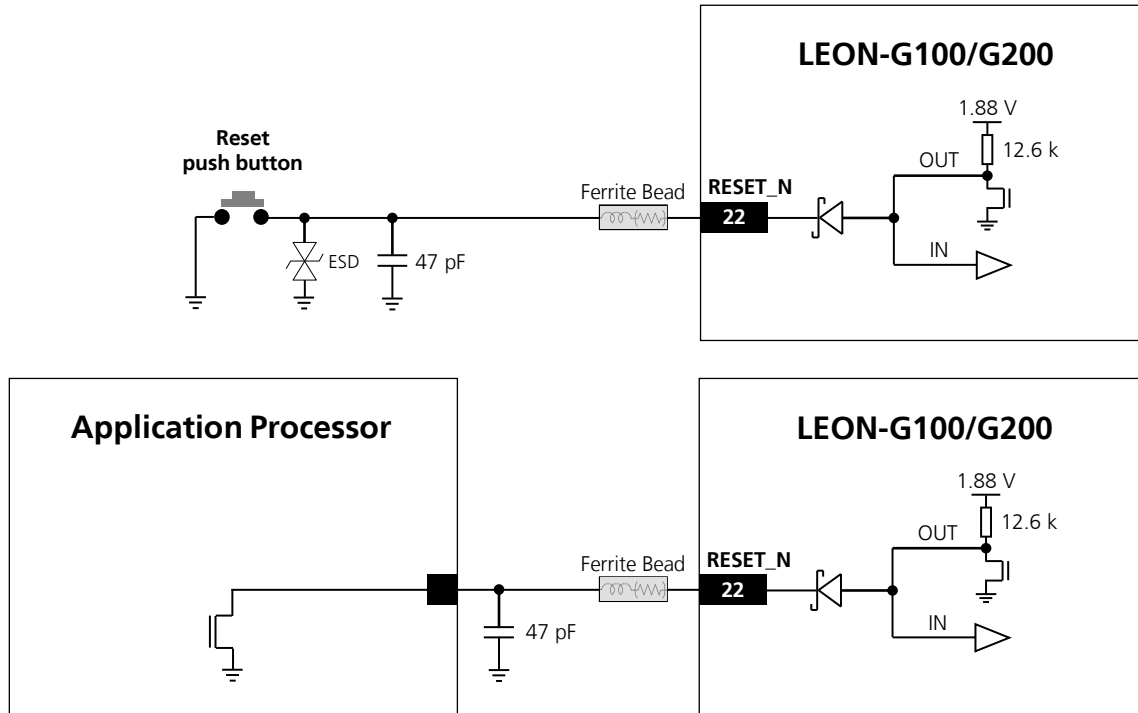 LEON-G100/G200
1.88 V
12.6 k
OUT
Reset
push button
Ferrite Bead
RESET_N
22
IN
ESD
47 pF
Application Processor
LEON-G100/G200
1.88 V
12.6 k
OUT
Ferrite Bead
RESET_N
22
IN
47 pF